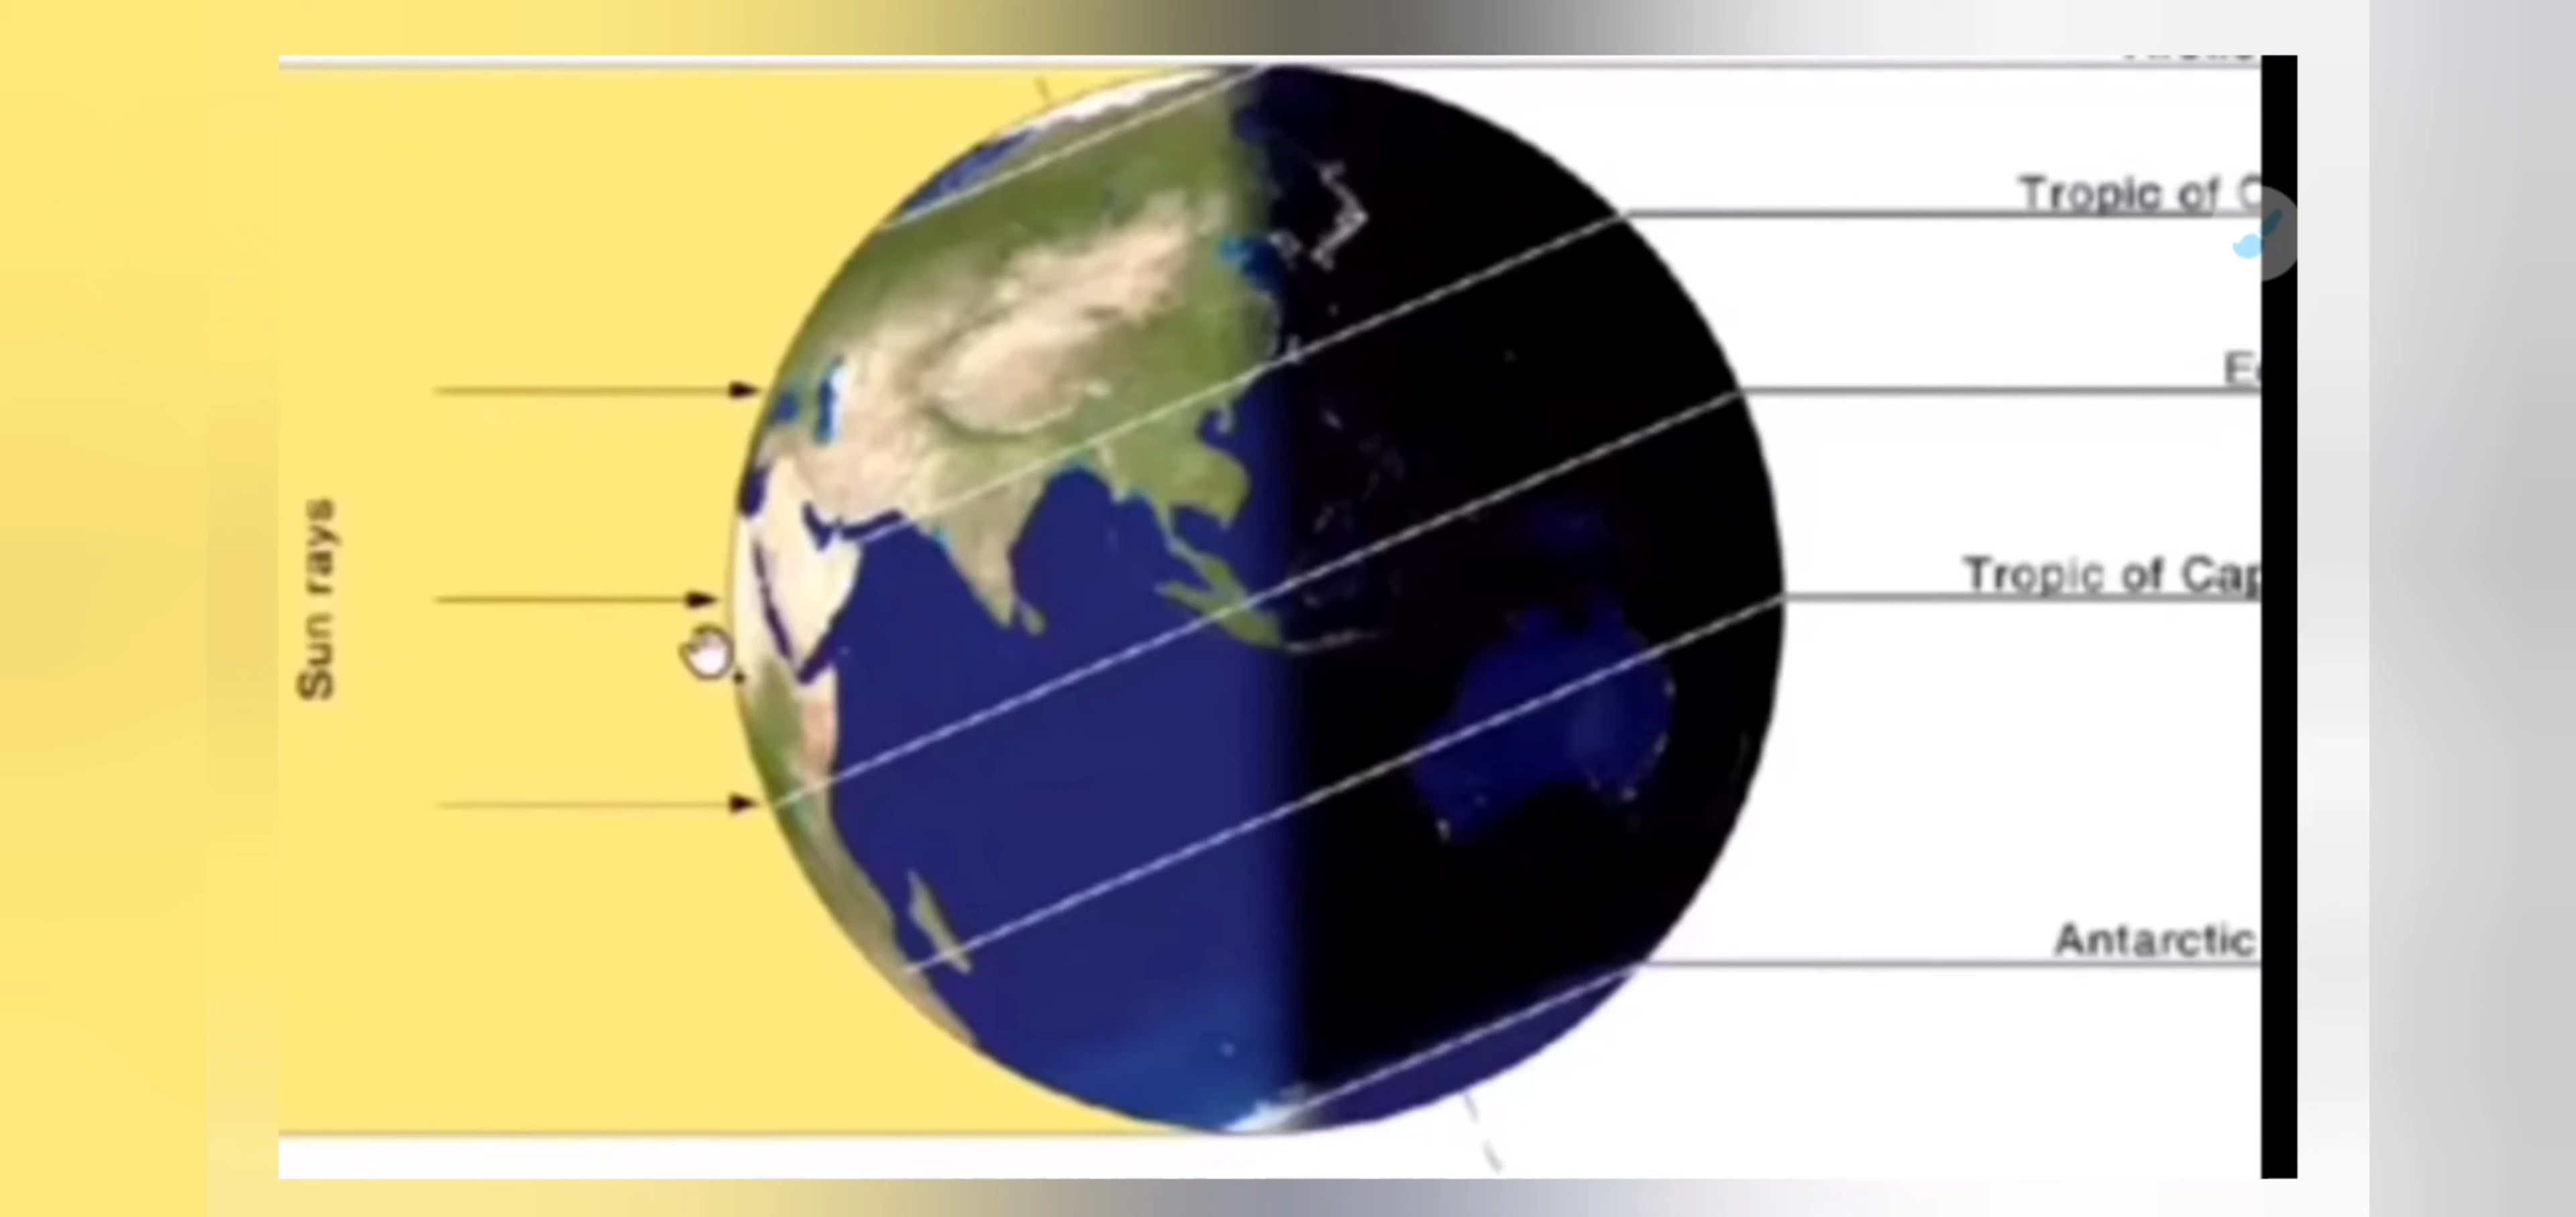 Sun rays
Tropic of C
E
Tropic of Cap
Antarctic